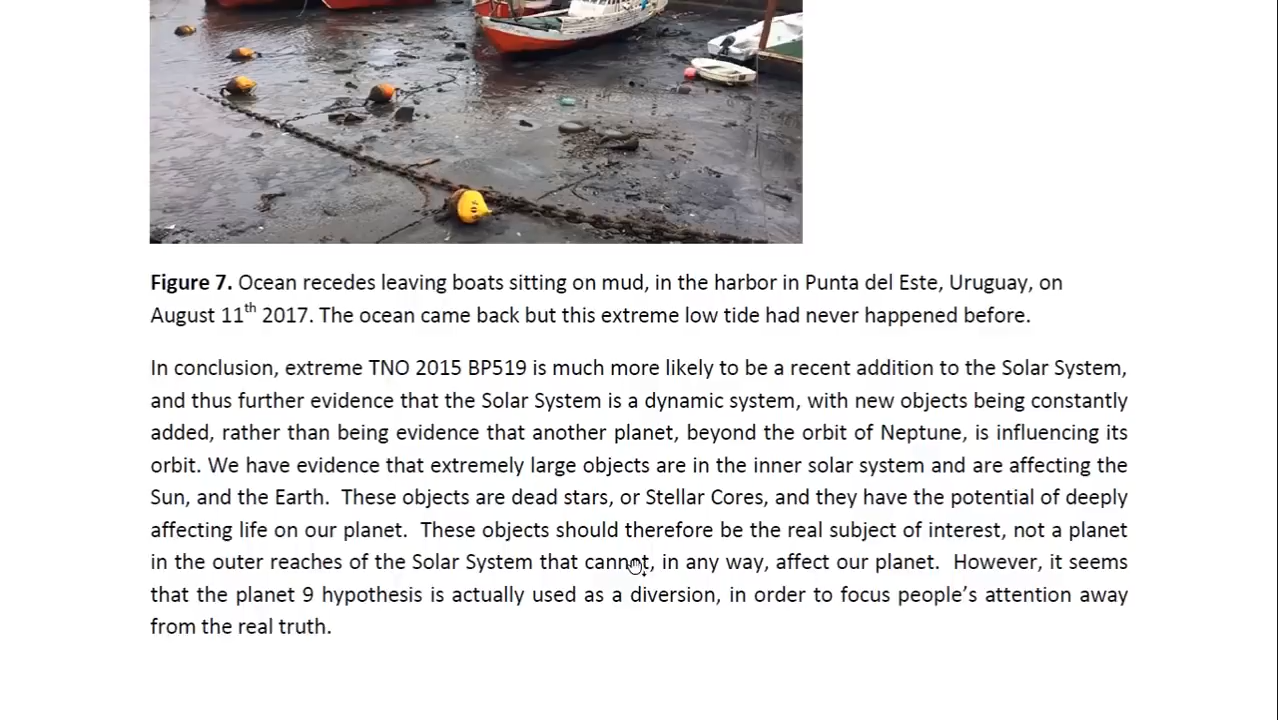 Figure 7. Ocean recedes leaving boats sitting on mud, in the harbor in Punta del Este, Uruguay, on
August 11th 2017. The ocean came back but this extreme low tide had never happened before.
In conclusion, extreme TNO 2015 BP519 is much more likely to be a recent addition to the Solar System,
and thus further evidence that the Solar System is a dynamic system, with new objects being constantly
added, rather than being evidence that another planet, beyond the orbit of Neptune, is influencing its
orbit. We have evidence that extremely large objects are in the inner solar system and are affecting the
Sun, and the Earth.  These objects are dead stars, or Stellar Cores, and they have the potential of deeply
affecting life on our planet.  These objects should therefore be the real subject of interest, not a planet
in the outer reaches of the Solar System that cannot, in any way, affect our planet.  However, it seems
that the planet 9 hypothesis is actually used as a diversion, in order to focus people's attention away
from the real truth.